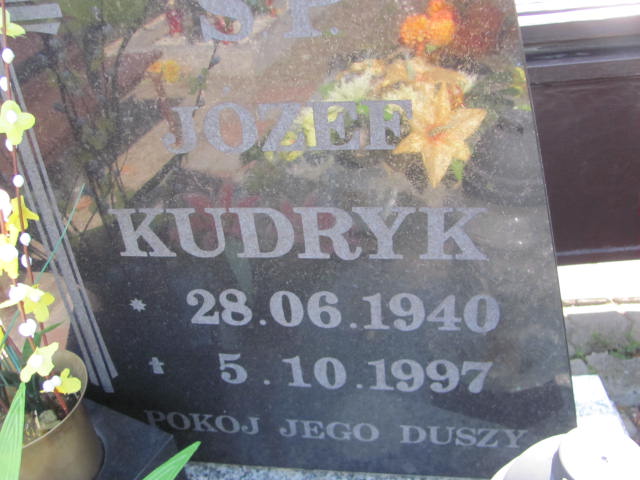 Ś P.
JÓZEF
KUDRYK
* 28.06.1940
✝ 5.10.1997
POKÓJ JEGO DUSZY